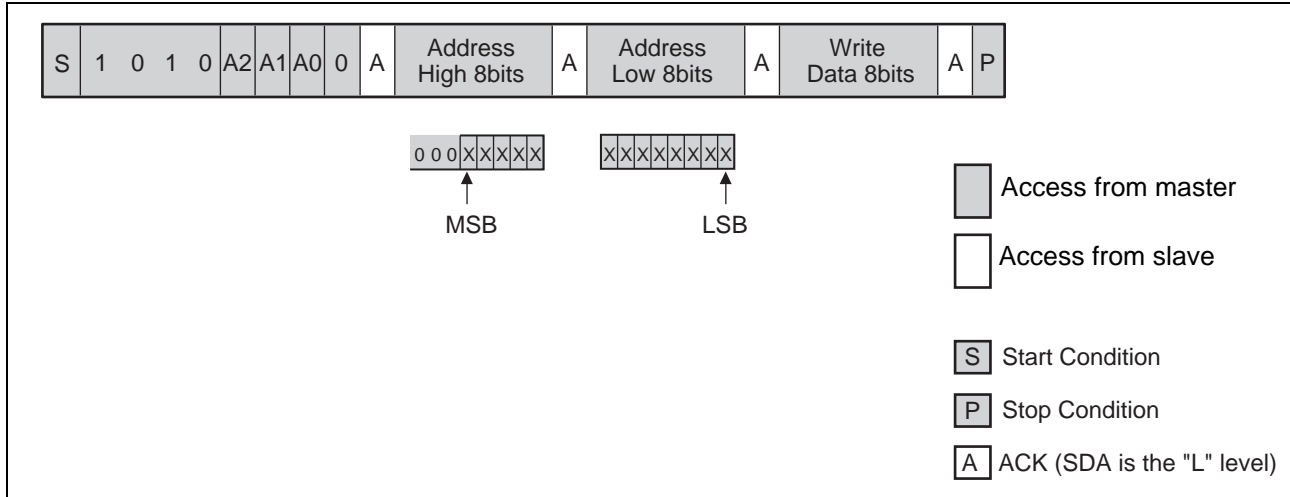 S 1 0 1 0 A2 A1 A0 0 A Address High 8bits A Address Low 8bits A Write Data 8bits A P
0 0 0 X X X X X X X X X X X X X
MSB LSB
Access from master
Access from slave
S Start Condition
P Stop Condition
A ACK (SDA is the "L" level)